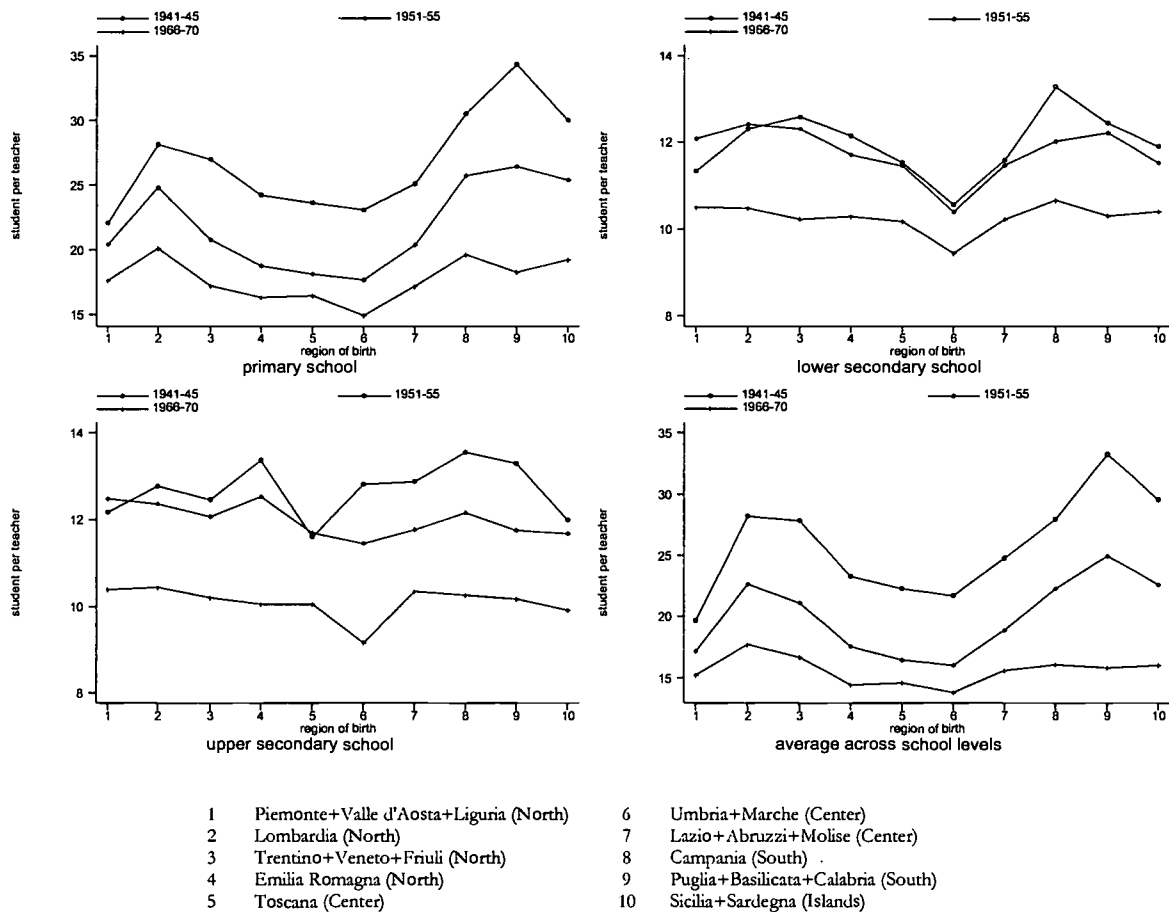 1941-45 1951-55
1966-70
35
30
25
20
15
student per teacher
1 2 3 4 5 6 7 8 9 10
region of birth
primary school
1941-45 1951-55
1966-70
14
12
10
8
student per teacher
1 2 3 4 5 6 7 8 9 10
region of birth
lower secondary school
1941-45 1951-55
1966-70
14
12
10
8
student per teacher
1 2 3 4 5 6 7 8 9 10
region of birth
upper secondary school
1941-45 1951-55
1966-70
35
30
25
20
15
student per teacher
1 2 3 4 5 6 7 8 9 10
region of birth
average across school levels
1 Piemonte+Valle d'Aosta+Liguria (North)
2 Lombardia (North)
3 Trentino+Veneto+Friuli (North)
4 Emilia Romagna (North)
5 Toscana (Center)
6 Umbria+Marche (Center)
7 Lazio+Abruzzi+Molise (Center)
8 Campania (South)
9 Puglia+Basilicata+Calabria (South)
10 Sicilia+Sardegna (Islands)